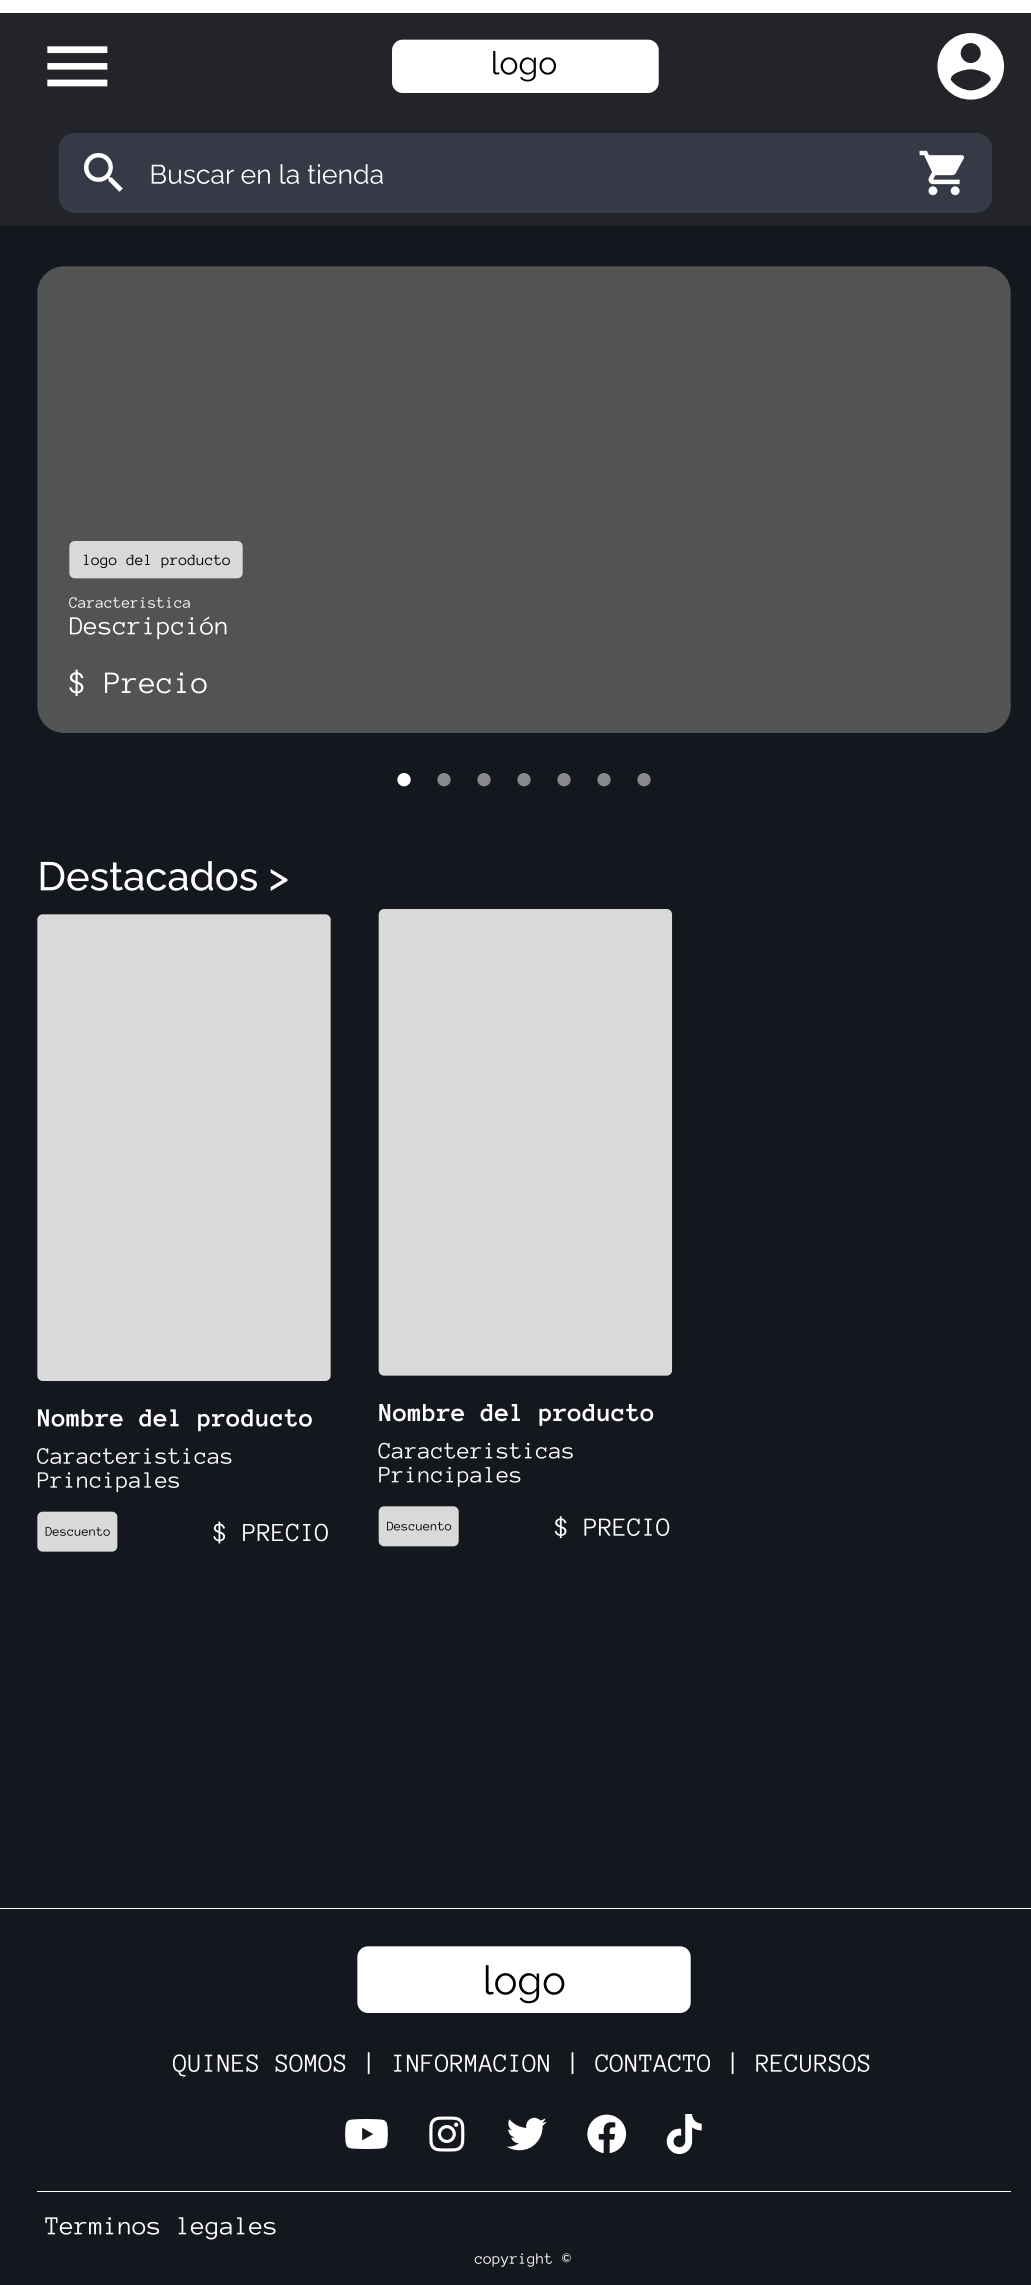 logo
Buscar en la tienda
logo del producto
Caracteristica
Descripción
$ Precio
Destacados >
Nombre del producto
Caracteristicas
Principales
Descuento
$ PRECIO
Nombre del producto
Caracteristicas
Principales
Descuento
$ PRECIO
logo
QUINES SOMOS | INFORMACION | CONTACTO | RECURSOS
Terminos legales
copyright ©